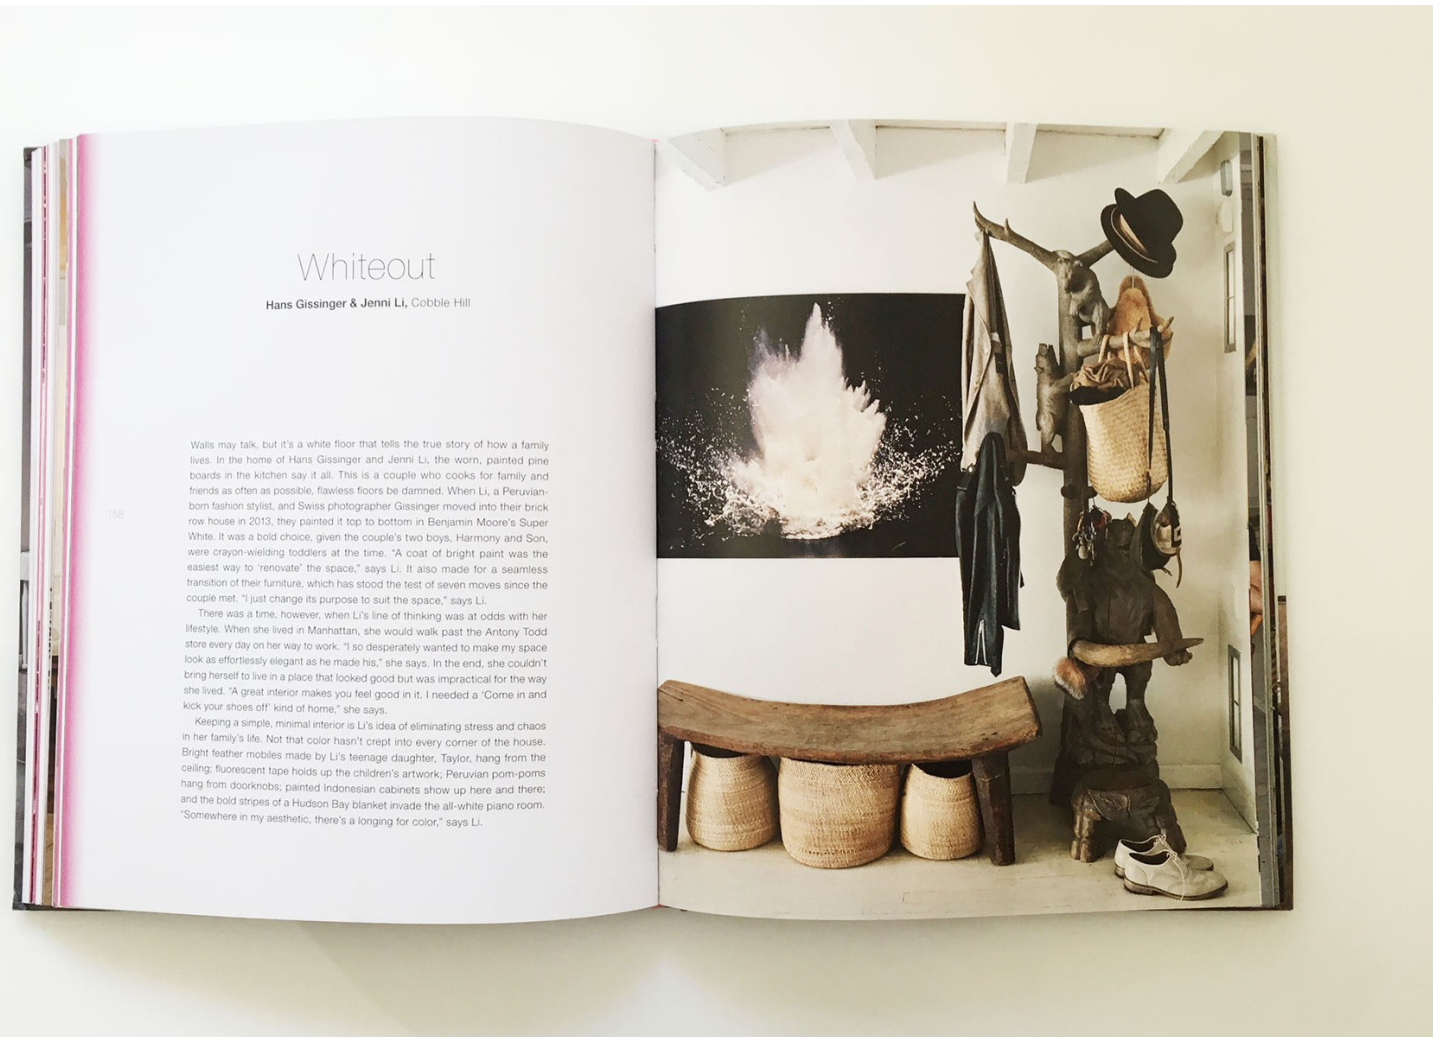 Whiteout
Hans Gissinger & Jenni Li, Cobble Hill
Walls may talk, but it's a white floor that tells the true story of how a family
lives. In the home of Hans Gissinger and Jenni Li, the worn, painted pine
boards in the kitchen say it all. This is a couple who cooks for family and
friends as often as possible, flawless floors be damned. When Li, a Peruvian-
born fashion stylist, and Swiss photographer Gissinger moved into their brick
row house in 2013, they painted it top to bottom in Benjamin Moore's Super
White. It was a bold choice, given the couple's two boys, Harmony and Son,
were crayon-wielding toddlers at the time. “A coat of bright paint was the
easiest way to ‘renovate’ the space,” says Li. It also made for a seamless
transition of their furniture, which has stood the test of seven moves since the
couple met. “I just change its purpose to suit the space,” says Li.
There was a time, however, when Li's line of thinking was at odds with her
lifestyle. When she lived in Manhattan, she would walk past the Antony Todd
store every day on her way to work. “I so desperately wanted to make my space
look as effortlessly elegant as he made his,” she says. In the end, she couldn't
bring herself to live in a place that looked good but was impractical for the way
she lived. “A great interior makes you feel good in it. I needed a ‘Come in and
kick your shoes off’ kind of home,” she says.
Keeping a simple, minimal interior is Li's idea of eliminating stress and chaos
in her family's life. Not that color hasn't crept into every corner of the house.
Bright feather mobiles made by Li's teenage daughter, Taylor, hang from the
ceiling; fluorescent tape holds up the children's artwork; Peruvian pom-poms
hang from doorknobs; painted Indonesian cabinets show up here and there;
and the bold stripes of a Hudson Bay blanket invade the all-white piano room.
“Somewhere in my aesthetic, there's a longing for color,” says Li.